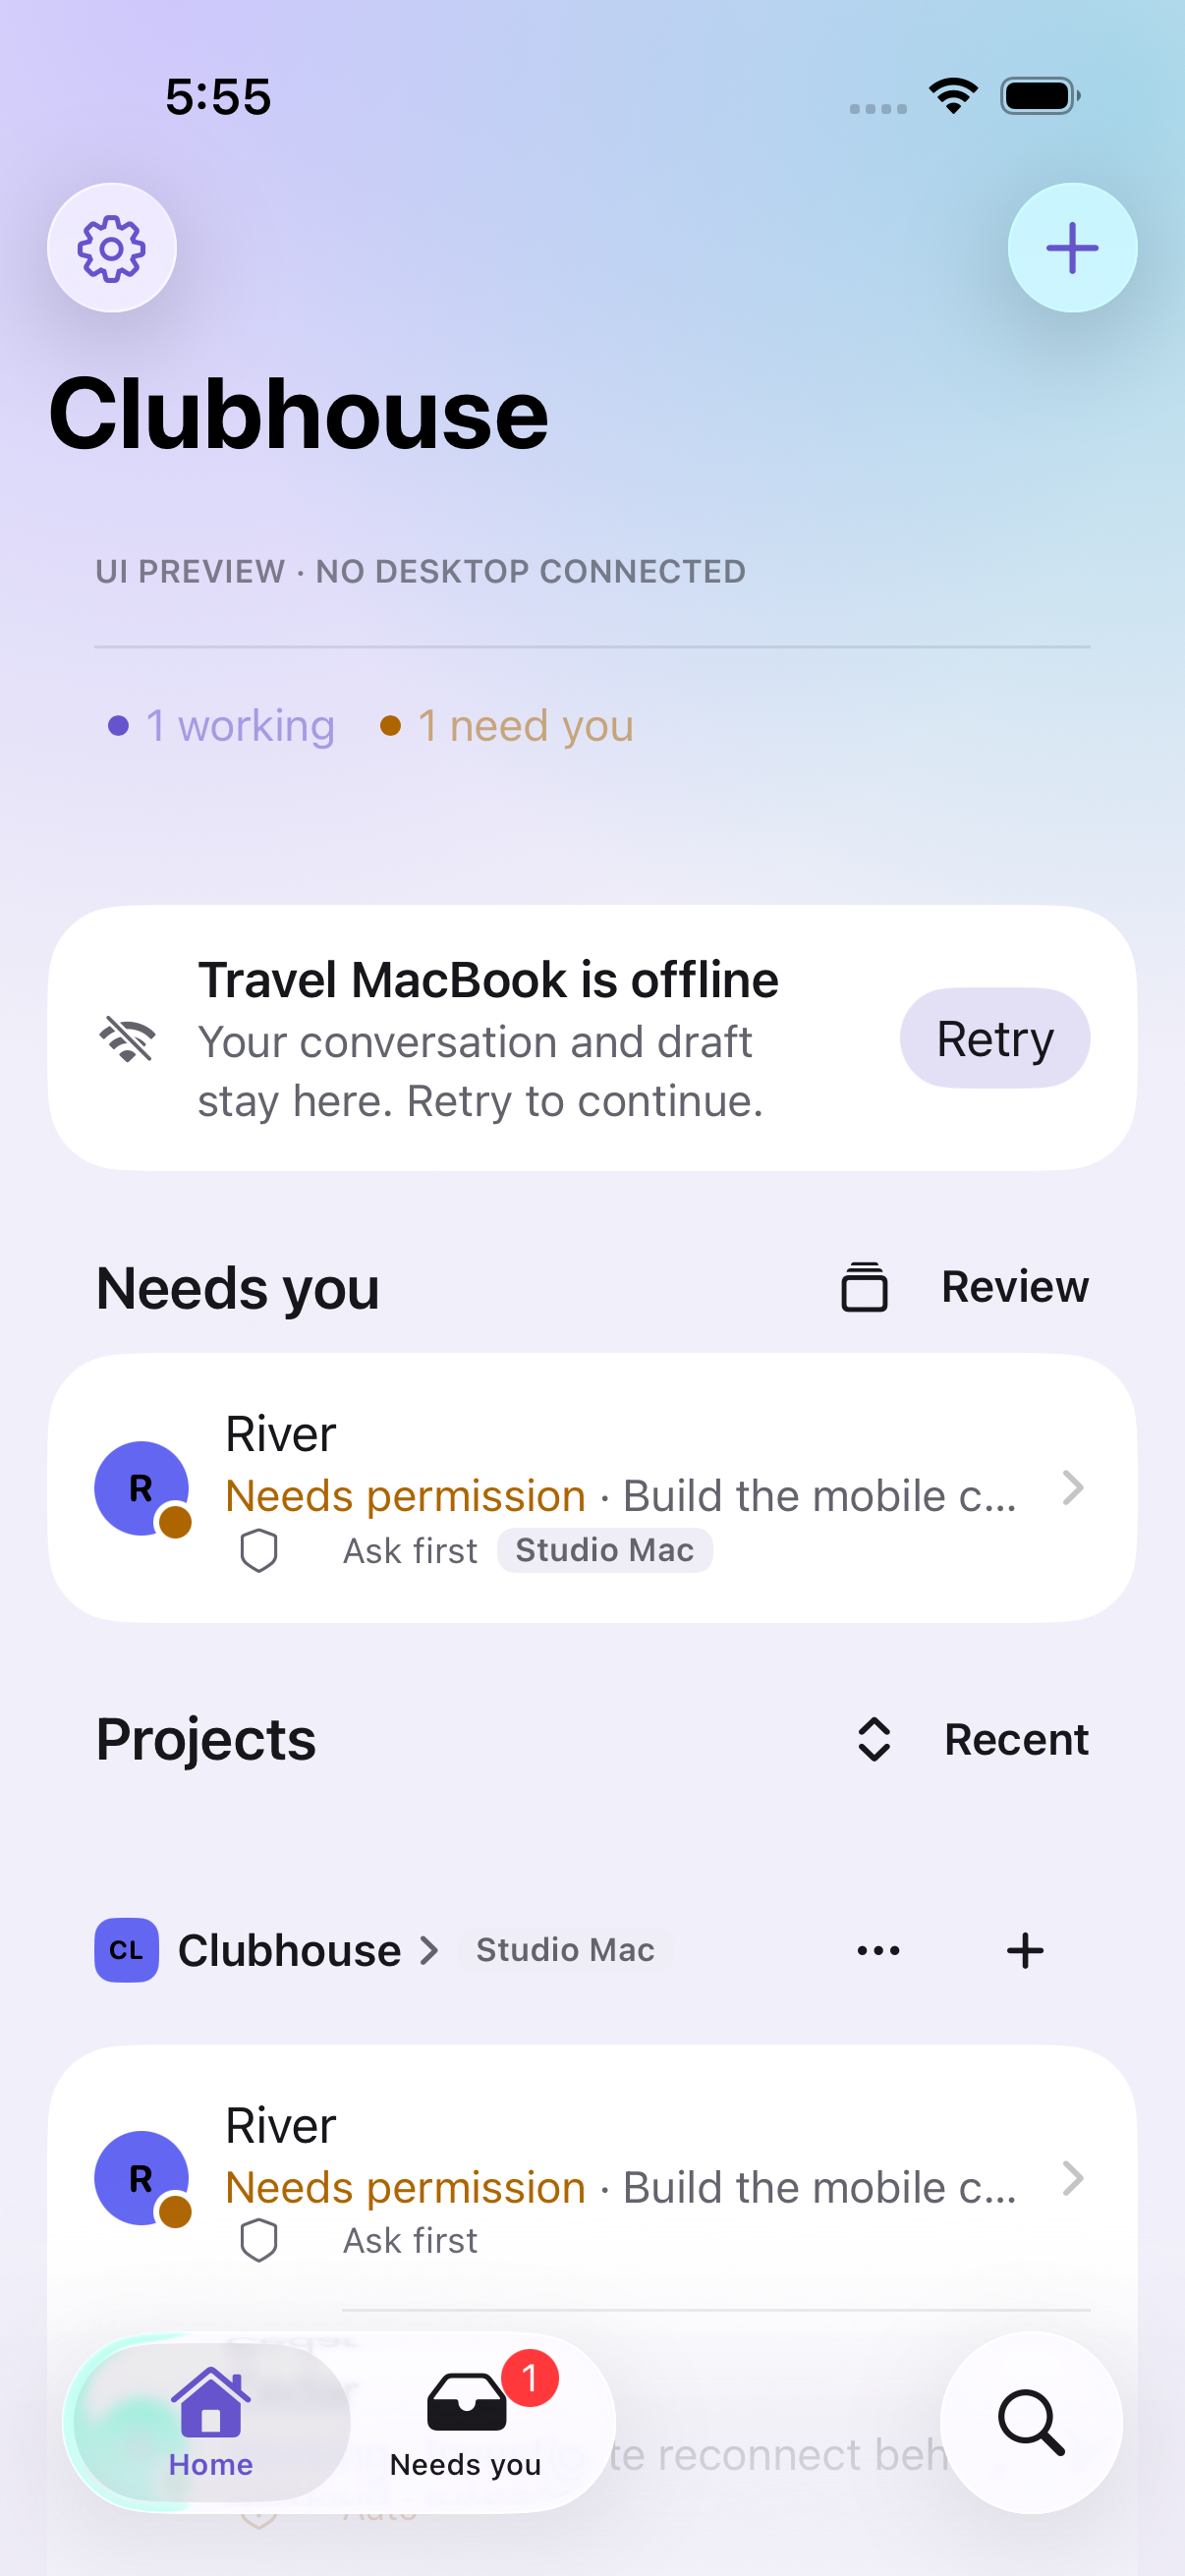 5:55
Clubhouse
UI PREVIEW · NO DESKTOP CONNECTED
1 working
1 need you
Travel MacBook is offline
Your conversation and draft
stay here. Retry to continue.
Retry
Needs you
Review
River
R
Needs permission · Build the mobile c...
Ask first
Studio Mac
Projects
Recent
CL
Clubhouse
Studio Mac
River
R
Needs permission · Build the mobile c...
Ask first
1
Home
Needs you
reconnect
Auto